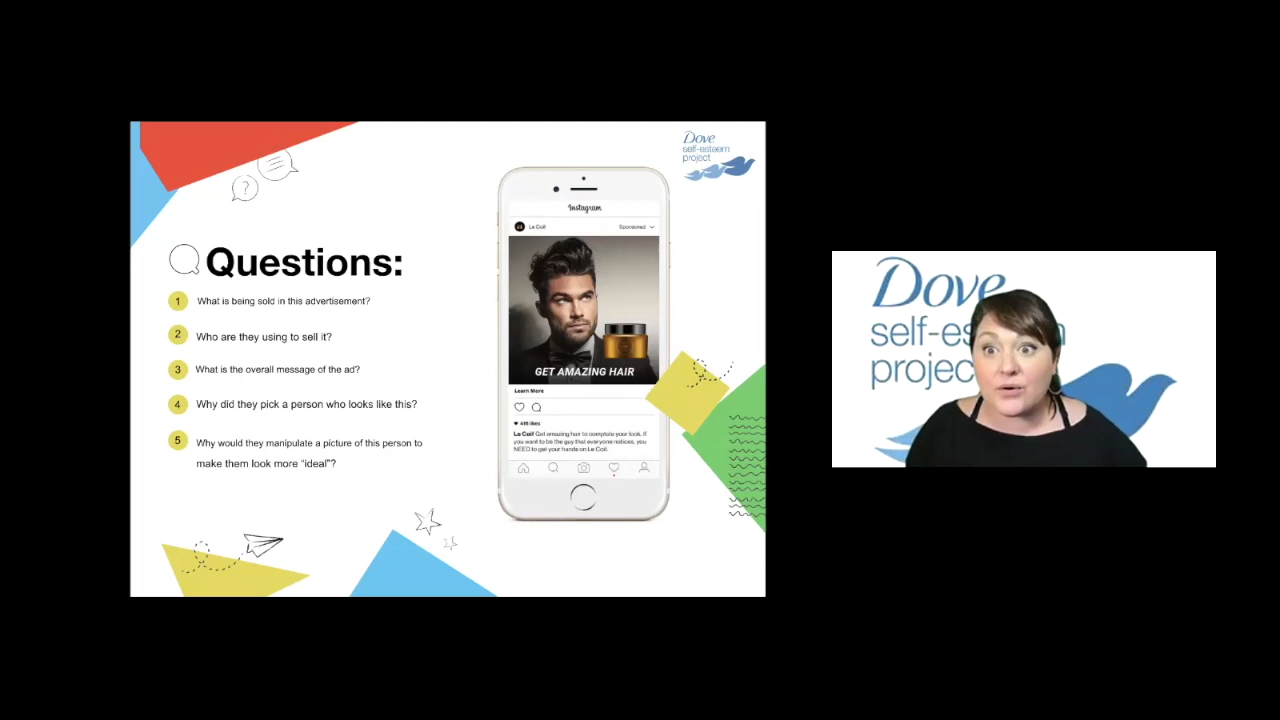 Dove
self-esteem
project
?
Questions:
1 What is being sold in this advertisement?
2 Who are they using to sell it?
3 What is the overall message of the ad?
4 Why did they pick a person who looks like this?
5 Why would they manipulate a picture of this person to
make them look more “ideal”?
Instagram
Le Coif
Sponsored
GET AMAZING HAIR
Learn More
Le Coif Get amazing hair to complete your look. If
you want to be the guy that everyone notices, you
NEED to get your hands on Le Coif.
Dove
self-es m
projec